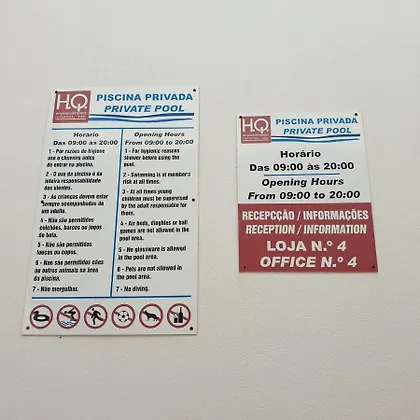 H.Q.
PISCINA PRIVADA
PRIVATE POOL
Horário
Das 09:00 às 20:00
1 - Por razões de higiene
use o chuveiro antes
de entrar na piscina.
2 - O uso da piscina é da
inteira responsabilidade
dos utentes.
3 - As crianças devem estar
sempre acompanhadas de
um adulto.
4 - Não são permitidos
colchões, barcos ou jogos
de bola.
5 - Não são permitidos
louças ou copos.
6 - Não são permitidos cães
ou outros animais na área
da piscina.
7 - Não mergulhar.
Opening Hours
From 09:00 to 20:00
1 - For hygienic reasons
shower before using the
pool.
2 - Swimming is at member's
risk at all times.
3 - At all times young
children must be supervised
by the adult responsable for
them.
4 - Air beds, dinghies or ball
games are not allowed in the
pool area.
5 - No glassware is allowed
in the pool area.
6 - Pets are not allowed in
the pool area.
7 - No diving.
H.Q.
PISCINA PRIVADA
PRIVATE POOL
Horário
Das 09:00 às 20:00
Opening Hours
From 09:00 to 20:00
RECEPCÇÃO / INFORMAÇÕES
RECEPTION / INFORMATION
LOJA N.º 4
OFFICE N.º 4